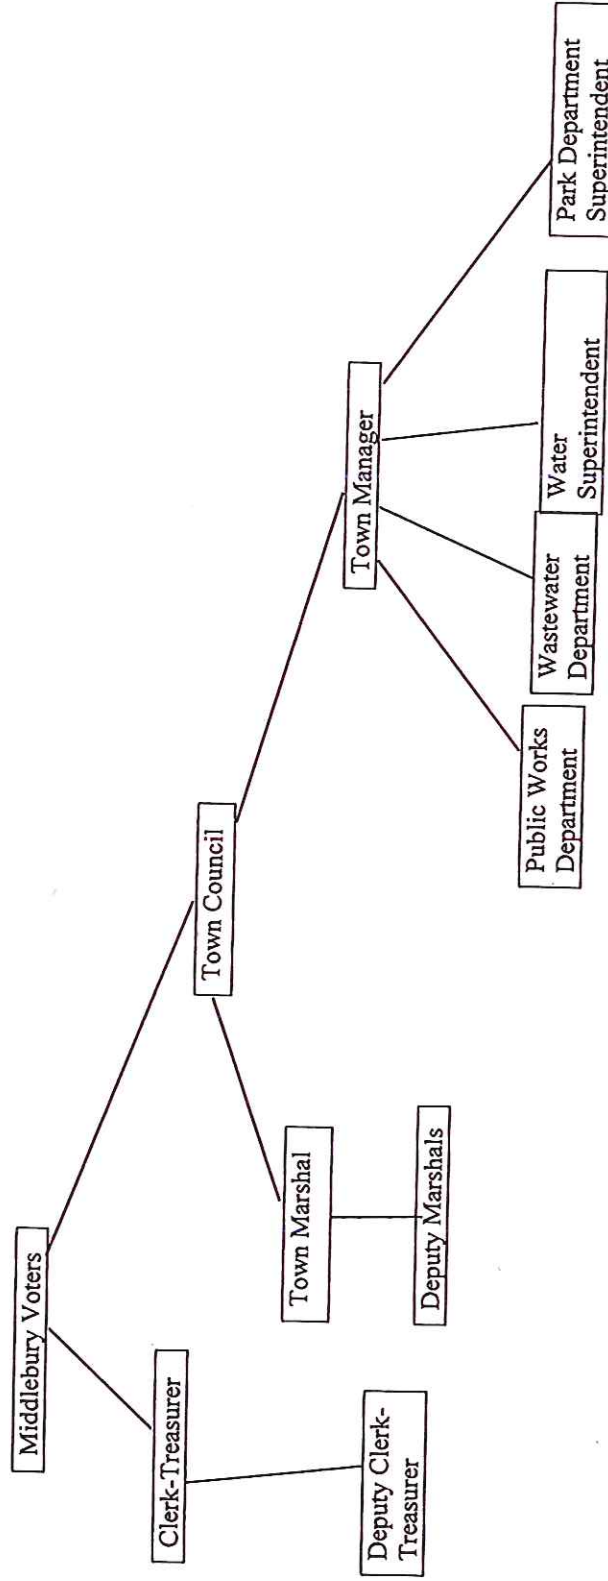 Middlebury Voters
Clerk-Treasurer
Town Council
Deputy Clerk-
Treasurer
Town Marshal
Town Manager
Deputy Marshals
Public Works
Department
Wastewater
Department
Water
Superintendent
Park Department
Superintendent